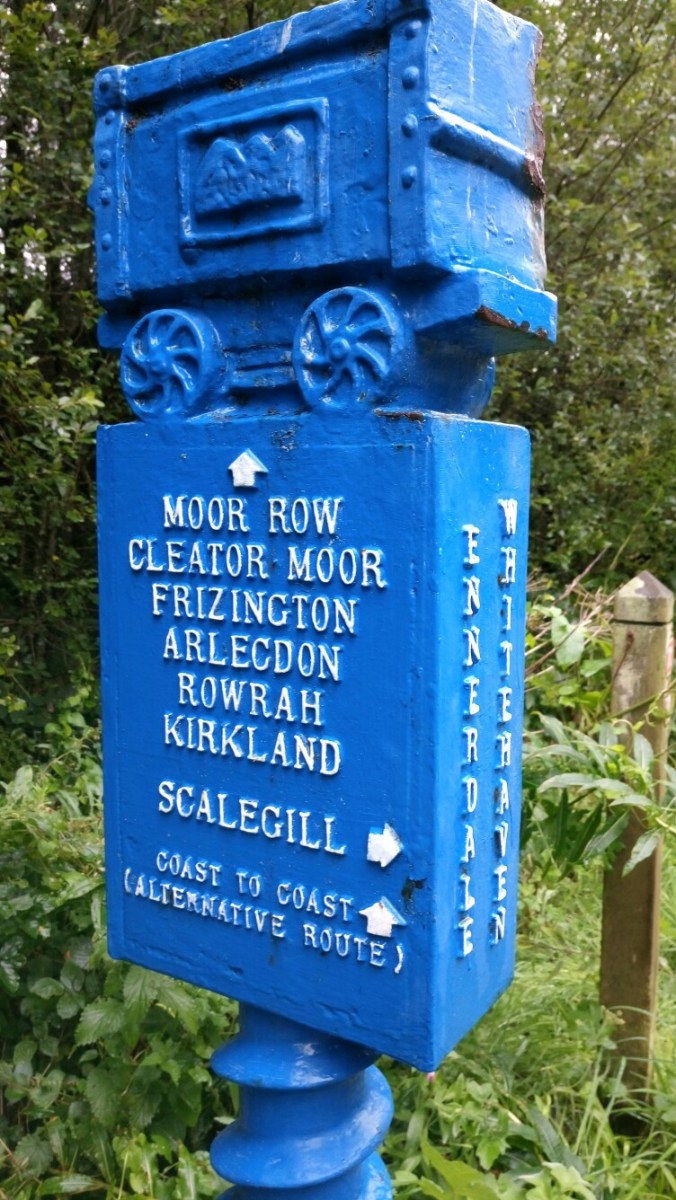 MOOR ROW
CLEATOR MOOR
FRIZINGTON
ARLECDON
ROWRAH
KIRKLAND
SCALEGILL
COAST TO COAST
(ALTERNATIVE ROUTE)
ENNERDALE
WHITEHAVEN